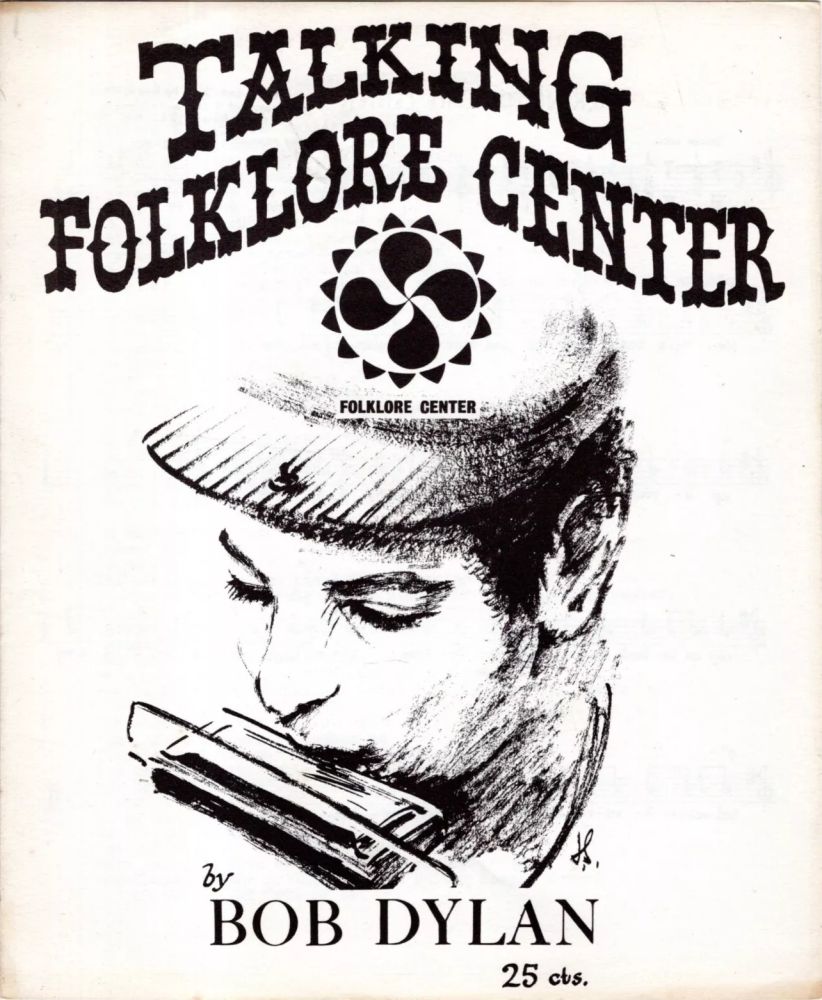 TALKING
FOLKLORE CENTER
FOLKLORE CENTER
by
BOB DYLAN
25 cts.